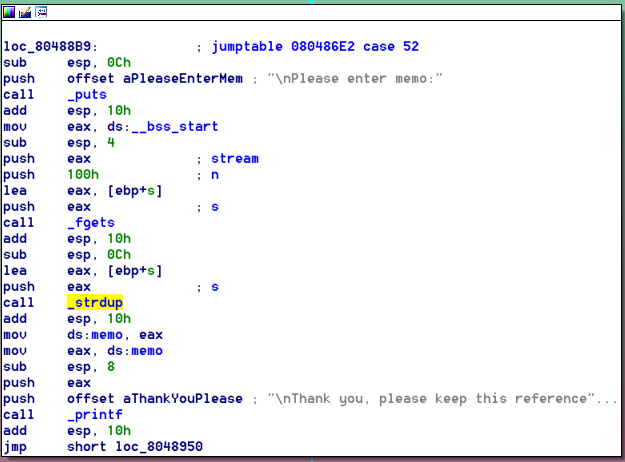 loc_80488B9: ; jumptable 080486E2 case 52
sub esp, 0Ch
push offset aPleaseEnterMem ; "\nPlease enter memo:"
call _puts
add esp, 10h
mov eax, ds:__bss_start
sub esp, 4
push eax ; stream
push 100h ; n
lea eax, [ebp+s]
push eax ; s
call _fgets
add esp, 10h
sub esp, 0Ch
lea eax, [ebp+s]
push eax ; s
call _strdup
add esp, 10h
mov ds:memo, eax
mov eax, ds:memo
sub esp, 8
push eax
push offset aThankYouPlease ; "\nThank you, please keep this reference"...
call _printf
add esp, 10h
jmp short loc_8048950